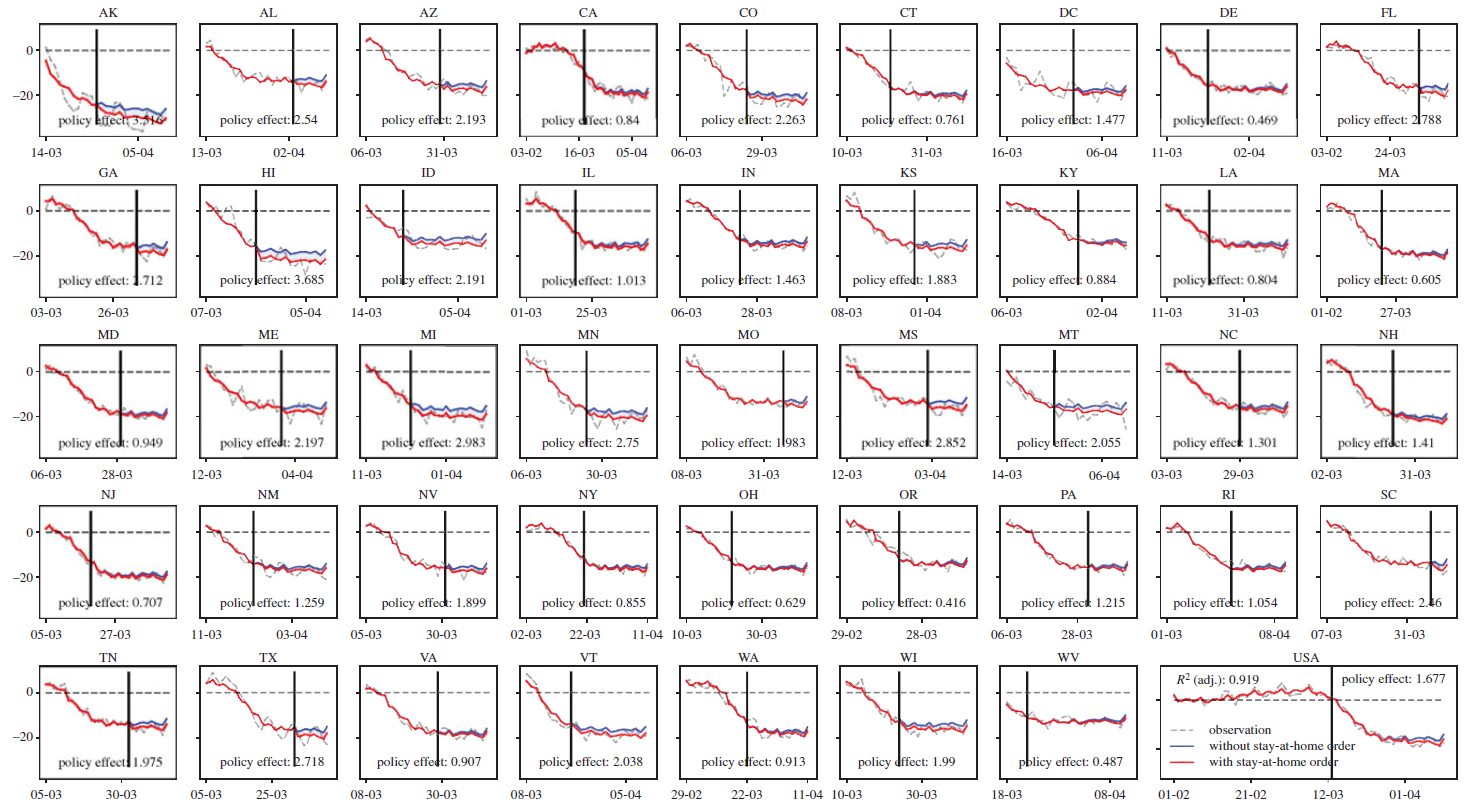 AK AL AZ CA CO CT DC DE FL
0
−20
policy effect: 3.516 policy effect: 2.54 policy effect: 2.193 policy effect: 0.84 policy effect: 2.263 policy effect: 0.761 policy effect: 1.477 policy effect: 0.469 policy effect: 2.788
14-03 05-04 13-03 02-04 06-03 31-03 03-02 16-03 05-04 06-03 29-03 10-03 31-03 16-03 06-04 11-03 02-04 03-02 24-03
GA HI ID IL IN KS KY LA MA
0
−20
policy effect: 2.712 policy effect: 3.685 policy effect: 2.191 policy effect: 1.013 policy effect: 1.463 policy effect: 1.883 policy effect: 0.884 policy effect: 0.804 policy effect: 0.605
03-03 26-03 07-03 05-04 14-03 05-04 01-03 25-03 06-03 28-03 08-03 01-04 06-03 02-04 11-03 31-03 01-02 27-03
MD ME MI MN MO MS MT NC NH
0
−20
policy effect: 0.949 policy effect: 2.197 policy effect: 2.983 policy effect: 2.75 policy effect: policy effect: 2.852 policy effect: 2.055 policy effect: 1.301 policy effect: 1.41
06-03 28-03 12-03 04-04 11-03 01-04 06-03 30-03 08-03 31-03 12-03 03-04 14-03 06-04 03-03 29-03 02-03 31-03
NJ NM NV NY OH OR PA RI SC
0
−20
policy effect: 0.707 policy effect: 1.259 policy effect: 1.899 policy effect: 0.855 policy effect: 0.629 policy effect: 0.416 policy effect: 1.215 policy effect: 1.054 policy effect: 2.46
05-03 27-03 11-03 03-04 05-03 30-03 02-03 22-03 11-04 10-03 30-03 29-02 28-03 06-03 28-03 01-03 08-04 07-03 31-03
TN TX VA VT WA WI WV USA
R² (adj.): 0.919 policy effect: 1.677
0
observation
without stay-at-home order
−20
with stay-at-home order
policy effect: 1.975 policy effect: 2.718 policy effect: 0.907 policy effect: 2.038 policy effect: 0.913 policy effect: 1.99 policy effect: 0.487
05-03 30-03 05-03 25-03 08-03 30-03 08-03 05-04 29-02 22-03 11-04 10-03 30-03 18-03 08-04 01-02 21-02 12-03 01-04